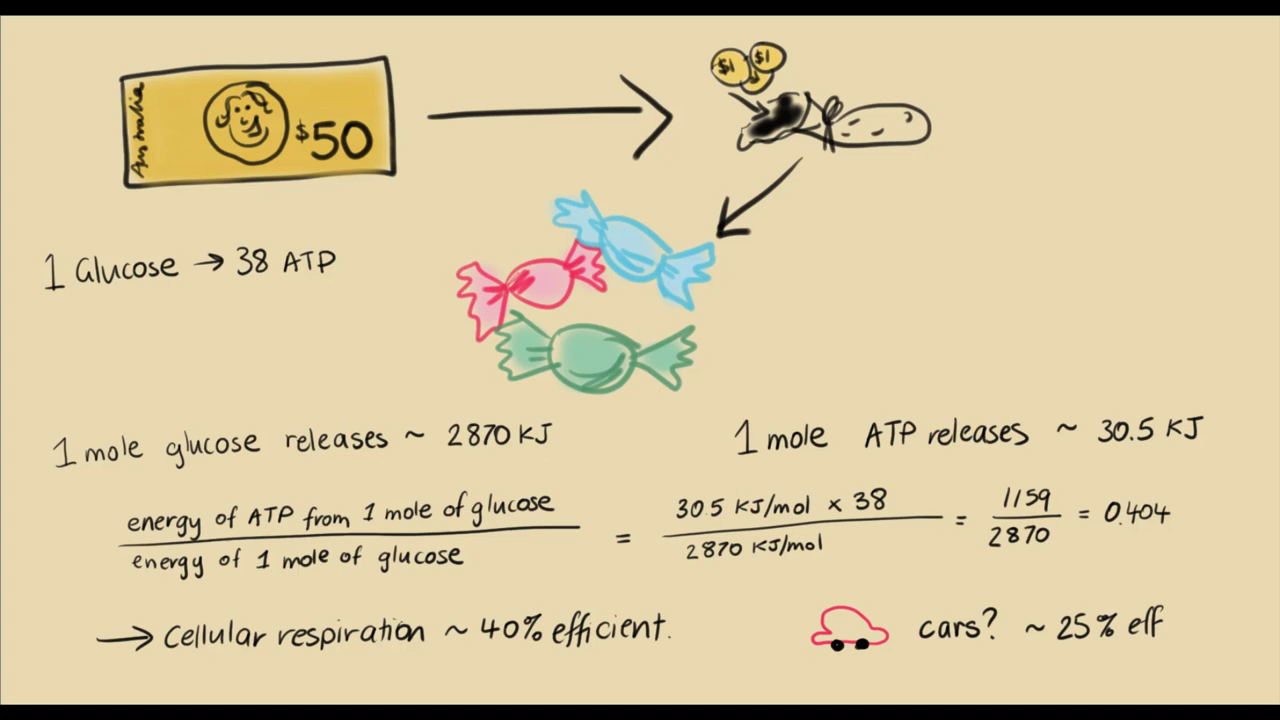 Australia
$50
$1
$1
1 Glucose → 38 ATP
1 mole glucose releases ~ 2870 KJ
1 mole ATP releases ~ 30.5 KJ
energy of ATP from 1 mole of glucose
energy of 1 mole of glucose
=
30.5 KJ/mol x 38
2870 KJ/mol
=
1159
2870
= 0.404
→ Cellular respiration ~ 40% efficient.
cars? ~ 25% eff